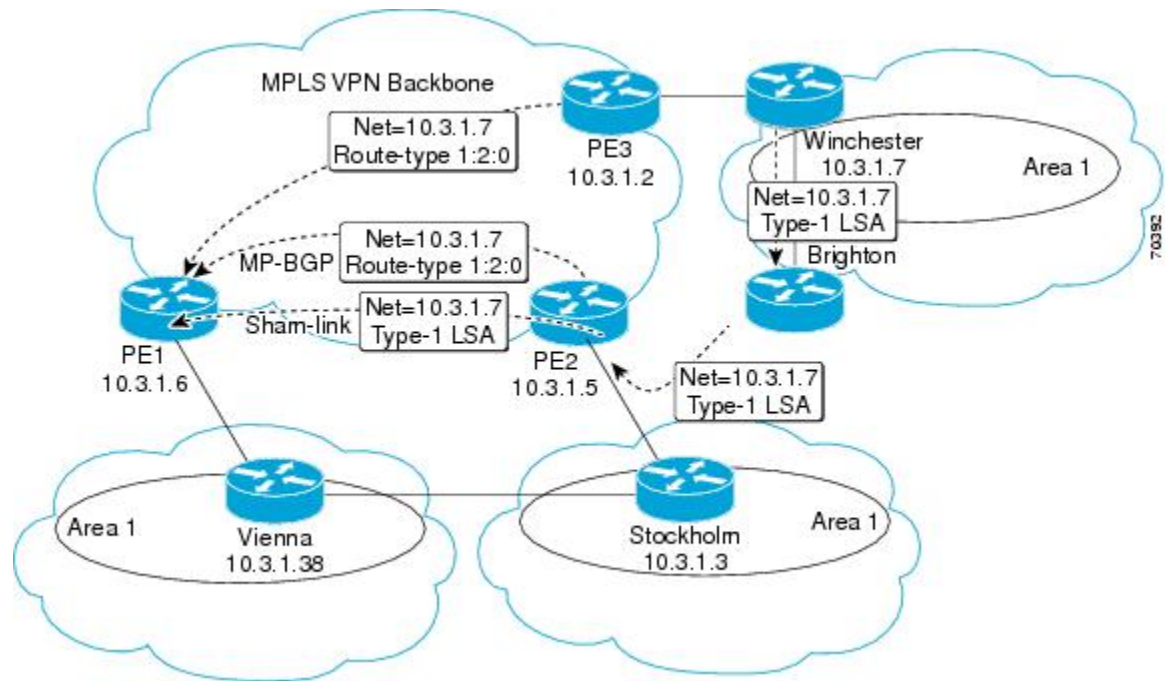 MPLS VPN Backbone
Net=10.3.1.7
Route-type 1:2:0
PE3
10.3.1.2
Winchester
10.3.1.7
Area 1
Net=10.3.1.7
Type-1 LSA
Brighton
70392
Net=10.3.1.7
Route-type 1:2:0
MP-BGP
Net=10.3.1.7
Type-1 LSA
Sham-link
PE1
10.3.1.6
PE2
10.3.1.5
Net=10.3.1.7
Type-1 LSA
Area 1
Vienna
10.3.1.38
Stockholm
10.3.1.3
Area 1